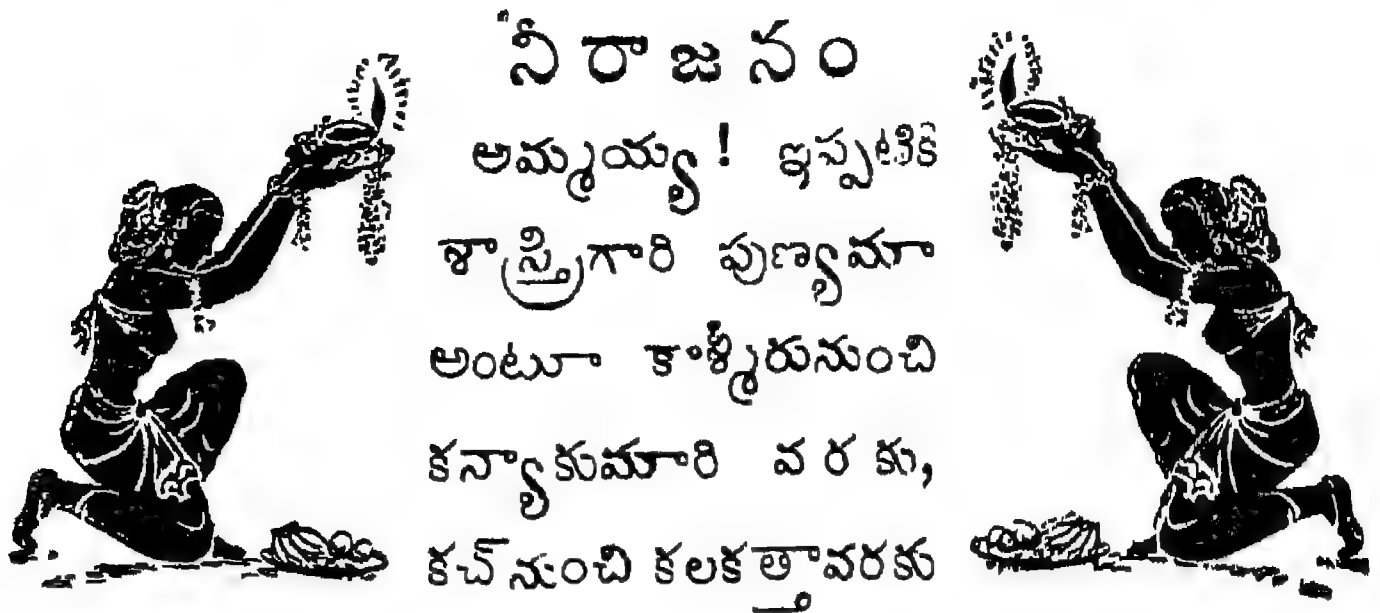 నీరాజనం
అమ్మయ్య! ఇప్పటికి
శాస్త్రిగారి పుణ్యమా
అంటూ కాశ్మీరునుంచి
కన్యాకుమారి వరకు,
కచ్‌నుంచి కలకత్తావరకు